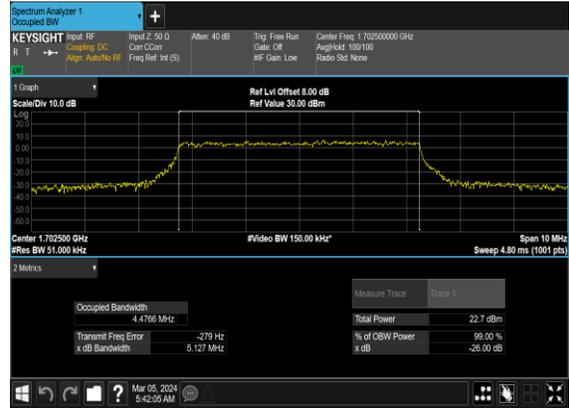 Spectrum Analyzer 1
Occupied BW
+
KEYSIGHT Input: RF Input Z: 50 Ω Atten: 40 dB Trig: Free Run Center Freq: 1.702500000 GHz
R T Coupling: DC Corr CCorr Gate: Off Avg|Hold: 100/100
Align: Auto/No RF Freq Ref: Int (S) #IF Gain: Low Radio Std: None
LW
1 Graph
Ref Lvl Offset 8.00 dB
Scale/Div 10.0 dB Ref Value 30.00 dBm
Log
20.0
10.0
0.00
-10.0
-20.0
-30.0
-40.0
-50.0
-60.0
Center 1.702500 GHz #Video BW 150.00 kHz* Span 10 MHz
#Res BW 51.000 kHz Sweep 4.80 ms (1001 pts)
2 Metrics
Measure Trace Trace 1
Occupied Bandwidth
4.4766 MHz Total Power 22.7 dBm
Transmit Freq Error -279 Hz % of OBW Power 99.00 %
x dB Bandwidth 5.127 MHz x dB -26.00 dB
?
Mar 05, 2024
5:42:05 AM